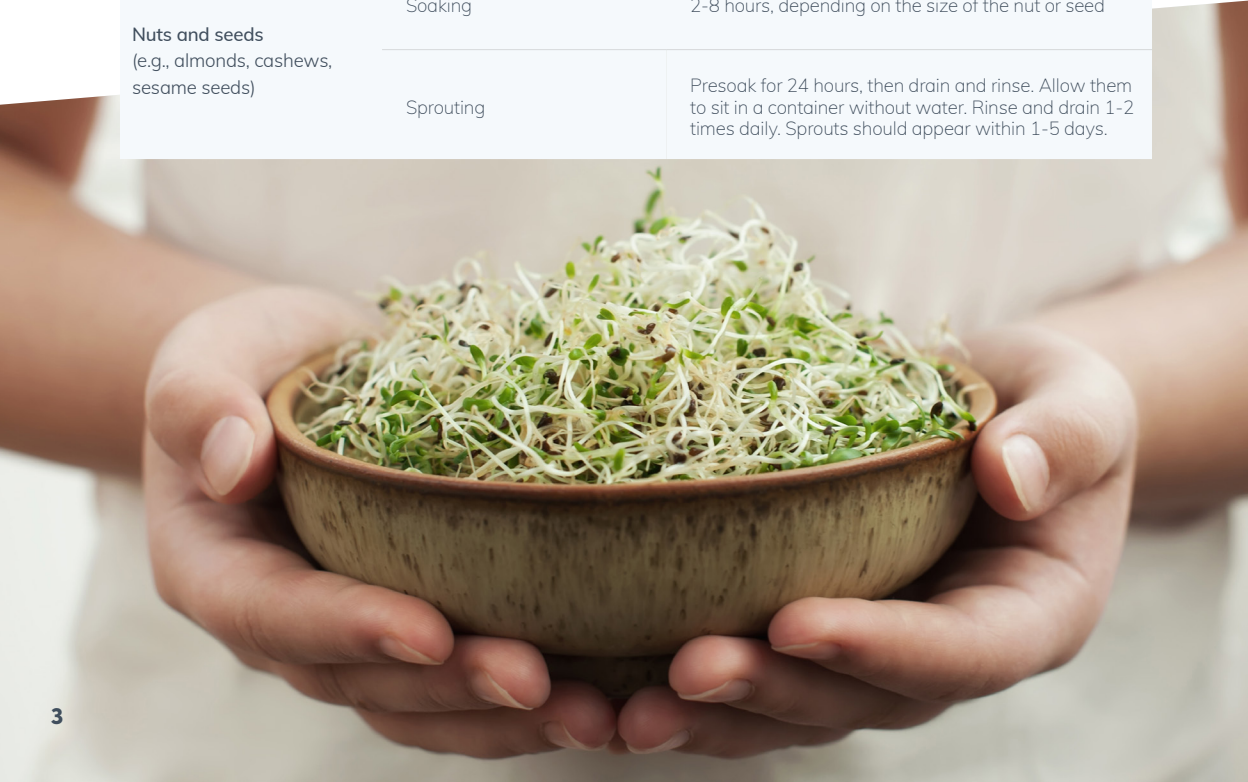 Soaking
2-8 hours, depending on the size of the nut or seed
Nuts and seeds
(e.g., almonds, cashews,
sesame seeds)
Sprouting
Presoak for 24 hours, then drain and rinse. Allow them
to sit in a container without water. Rinse and drain 1-2
times daily. Sprouts should appear within 1-5 days.
3